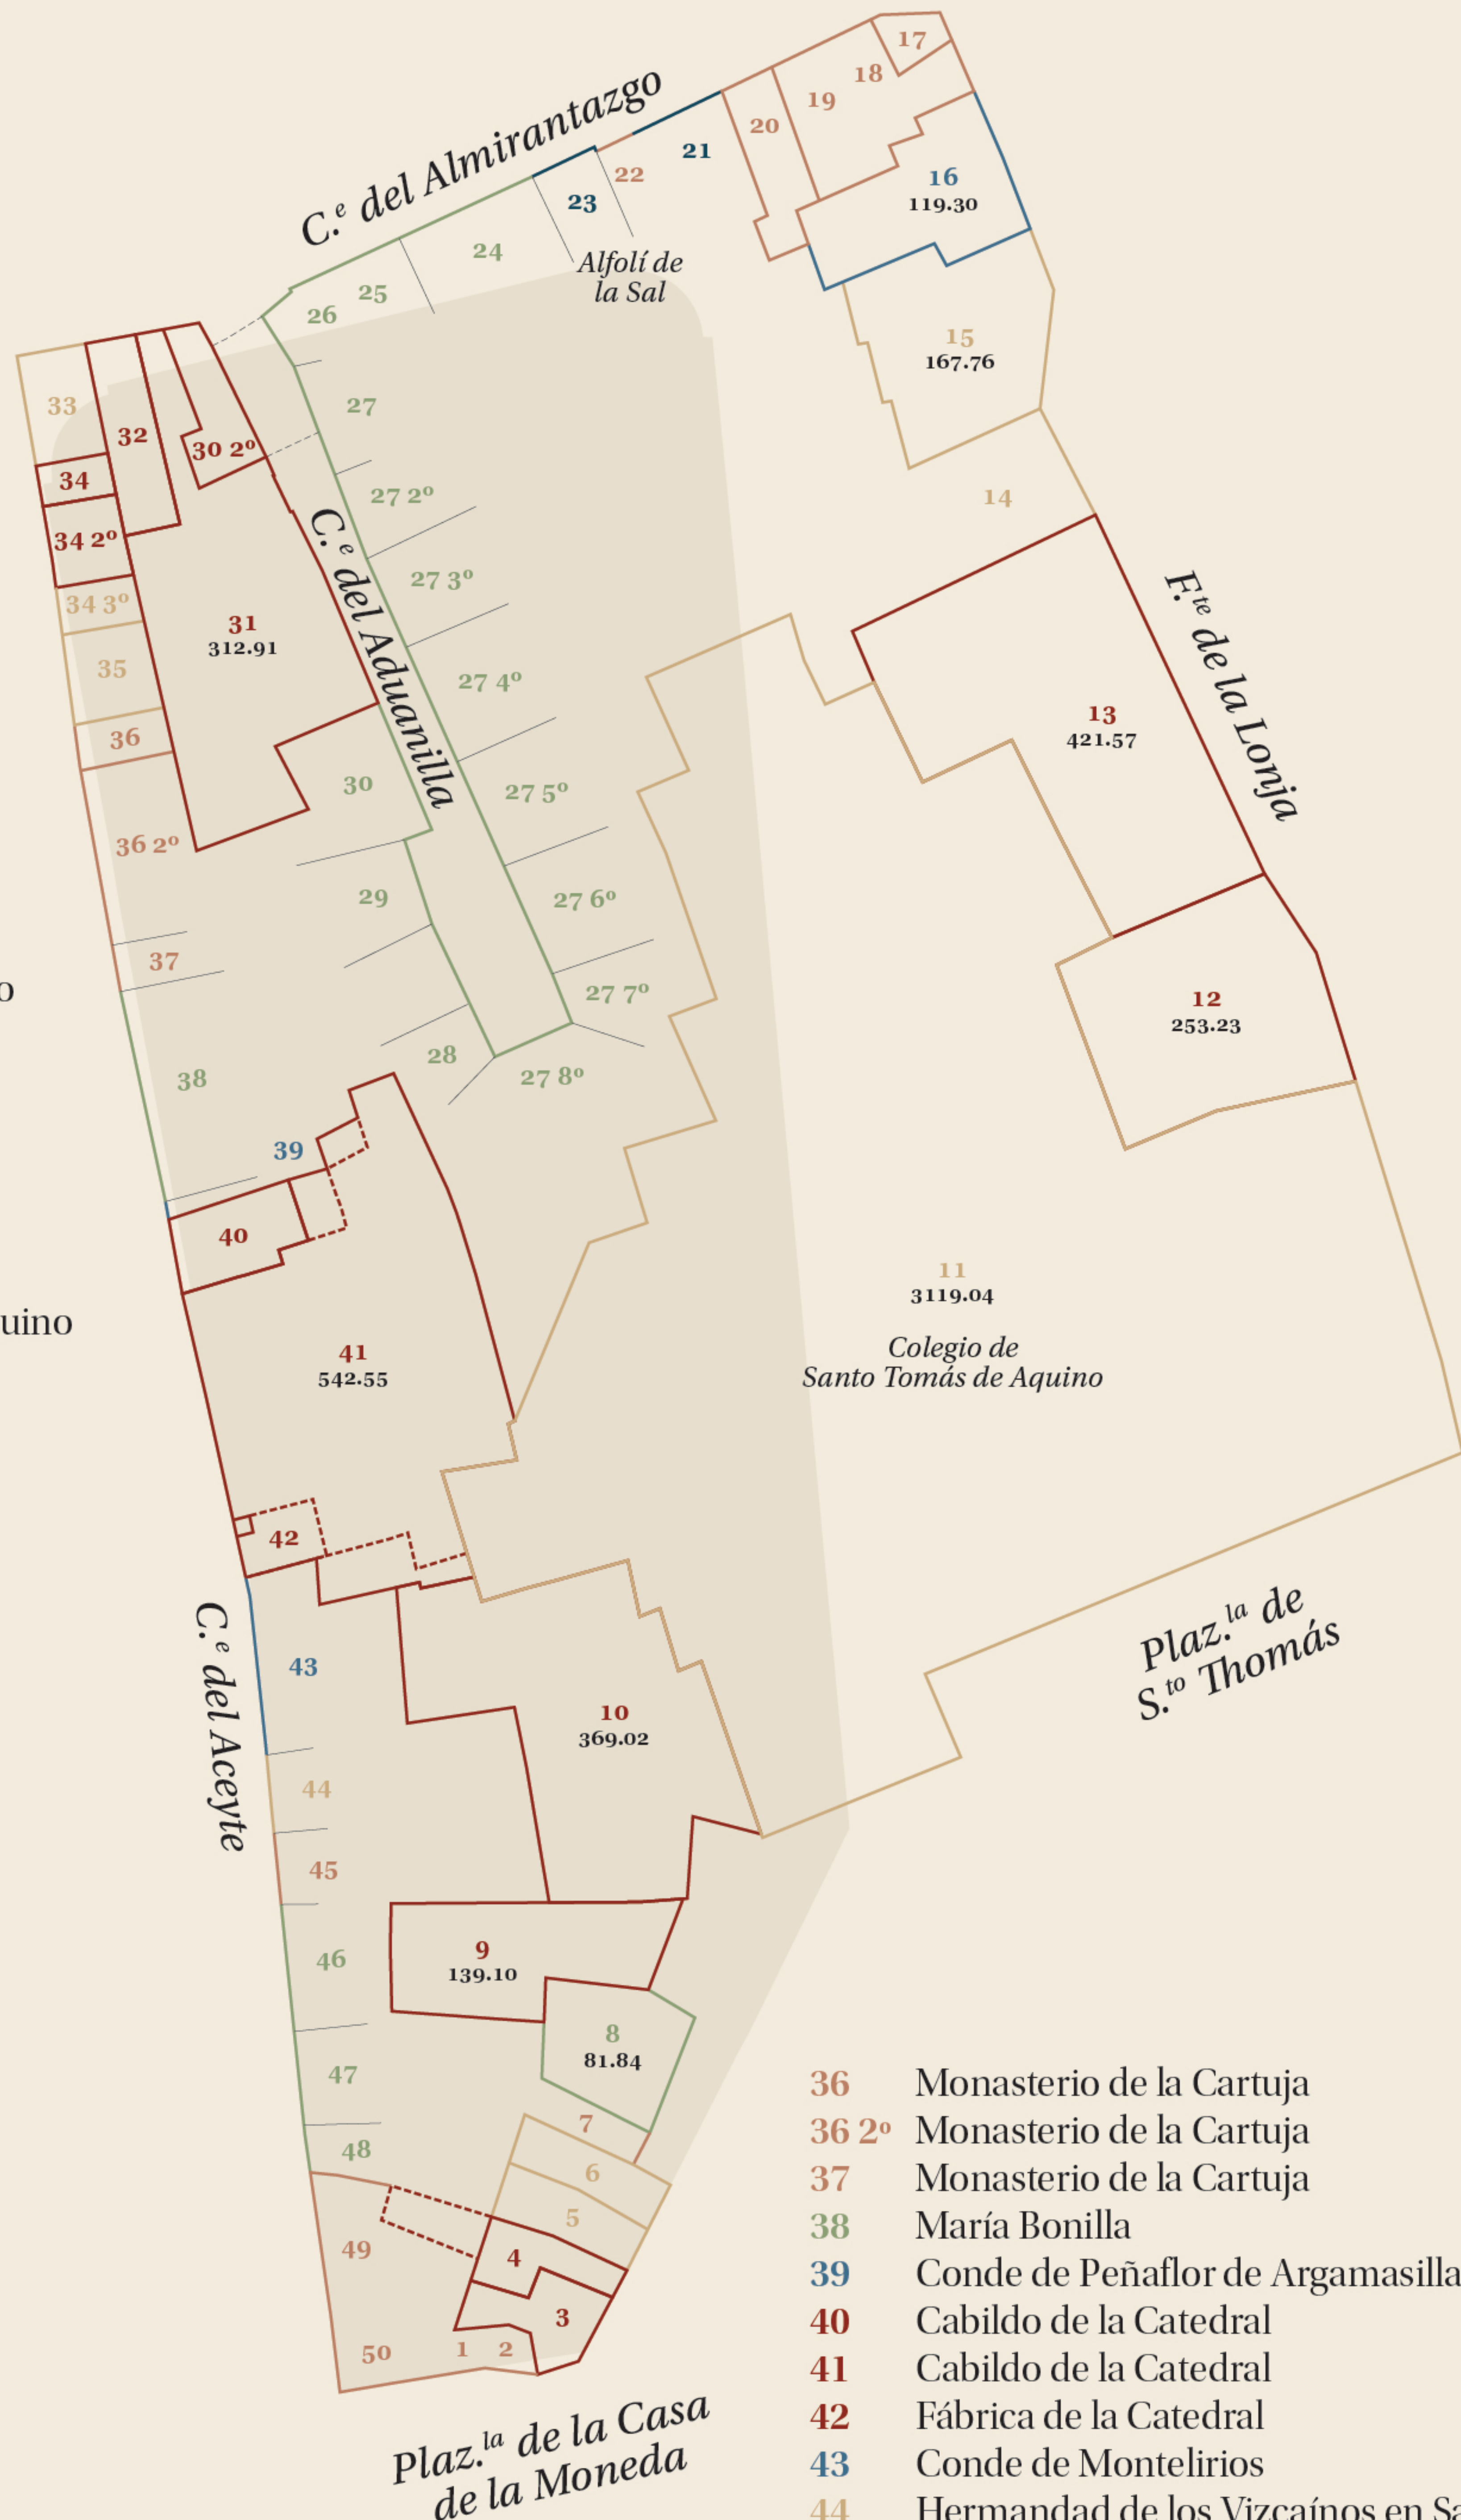 17
18
19
C.e del Almirantazgo
20
21
22
16
119.30
23
24
Alfolí de
la Sal
25
26
15
167.76
33
27
32
30 2º
34
27 2º
14
34 2º
C.e del Aduanilla
27 3º
F.te de la Lonja
34 3º
31
312.91
35
27 4º
13
421.57
36
30
27 5º
36 2º
29
27 6º
37
o
27 7º
12
253.23
28
27 8º
38
39
40
11
3119.04
uino
Colegio de
Santo Tomás de Aquino
41
542.55
42
Plaz.la de
S.to Thomás
C.e del Aceyte
43
10
369.02
44
45
9
139.10
46
8
81.84
47
7
48
6
5
49
4
3
50
1
2
Plaz.la de la Casa
de la Moneda
36 Monasterio de la Cartuja
36 2º Monasterio de la Cartuja
37 Monasterio de la Cartuja
38 María Bonilla
39 Conde de Peñaflor de Argamasilla
40 Cabildo de la Catedral
41 Cabildo de la Catedral
42 Fábrica de la Catedral
43 Conde de Montelirios
44 Hermandad de los Vizcaínos en Sa